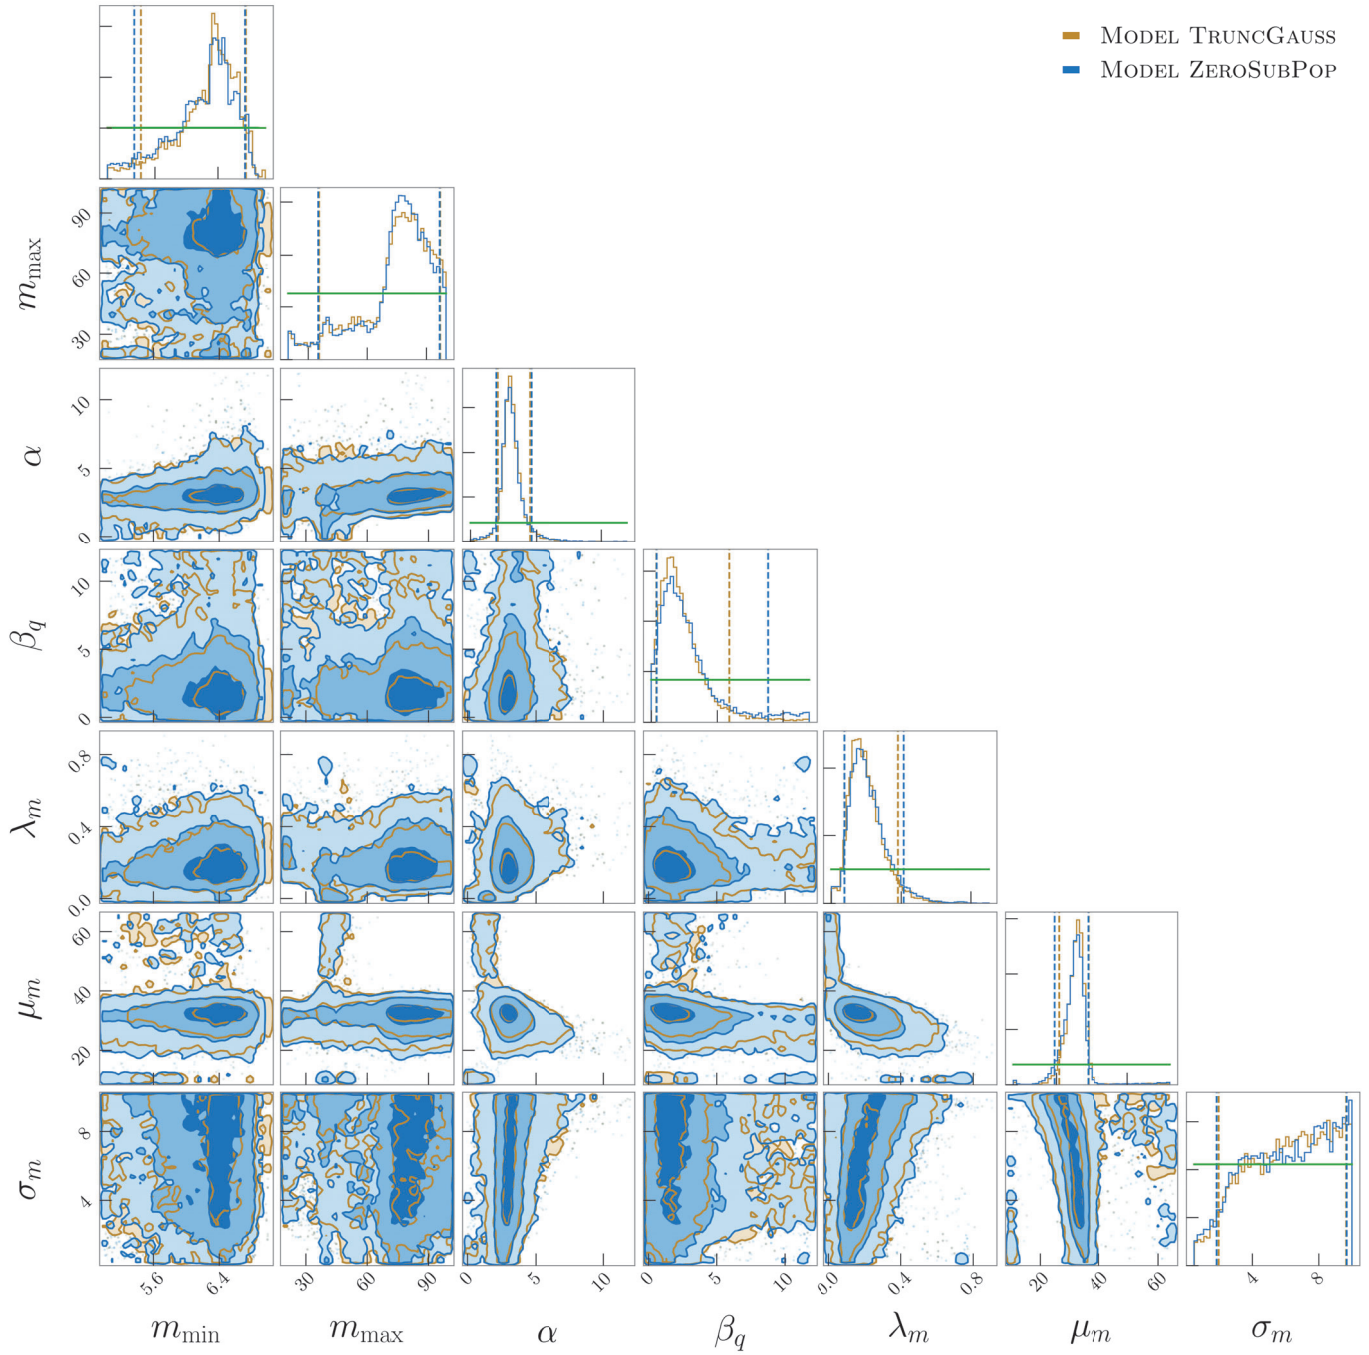 MODEL TRUNCGAUSS
MODEL ZEROSUBPOP
m_max
90
60
30
α
10
5
0
β_q
10
5
0
λ_m
0.8
0.4
0.0
μ_m
60
40
20
σ_m
8
4
5.6 6.4 30 60 90 0 5 10 0 5 10 0.0 0.4 0.8 20 40 60 4 8
m_min m_max α β_q λ_m μ_m σ_m